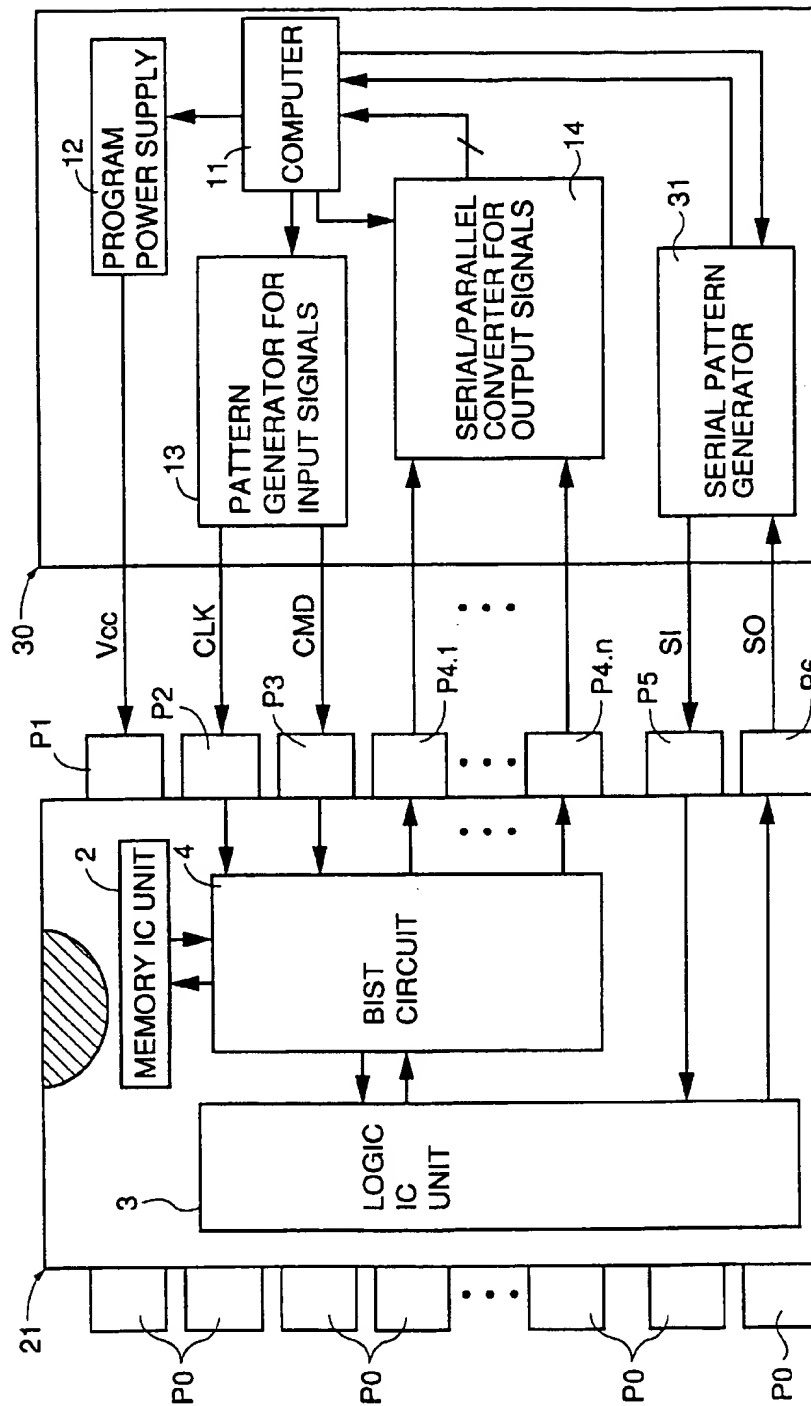 21
P0
P0
P0
P0
3
LOGIC
IC
UNIT
MEMORY IC UNIT
2
4
BIST
CIRCUIT
P1
P2
P3
P4.1
P4.n
P5
P6
30
Vcc
CLK
CMD
SI
SO
12
PROGRAM
POWER SUPPLY
11
COMPUTER
13
PATTERN
GENERATOR FOR
INPUT SIGNALS
14
SERIAL/PARALLEL
CONVERTER FOR
OUTPUT SIGNALS
31
SERIAL PATTERN
GENERATOR